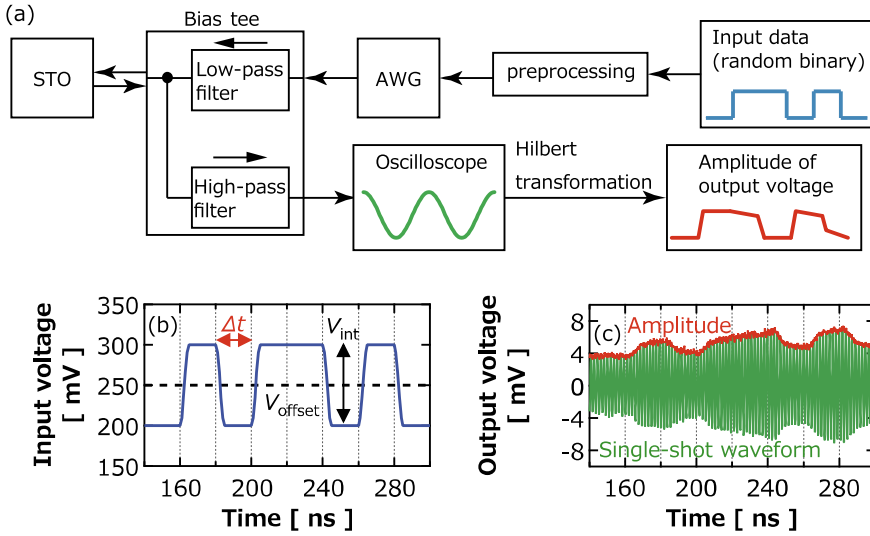 (a)
Bias tee
STO
Low-pass
filter
AWG
preprocessing
Input data
(random binary)
High-pass
filter
Oscilloscope
Hilbert
transformation
Amplitude of
output voltage
(b)
Input voltage
[ mV ]
350
300
250
200
150
Δt
Vint
Voffset
160
200
240
280
Time [ ns ]
(c)
Output voltage
[ mV ]
8
4
0
-4
-8
Amplitude
Single-shot waveform
160
200
240
280
Time [ ns ]